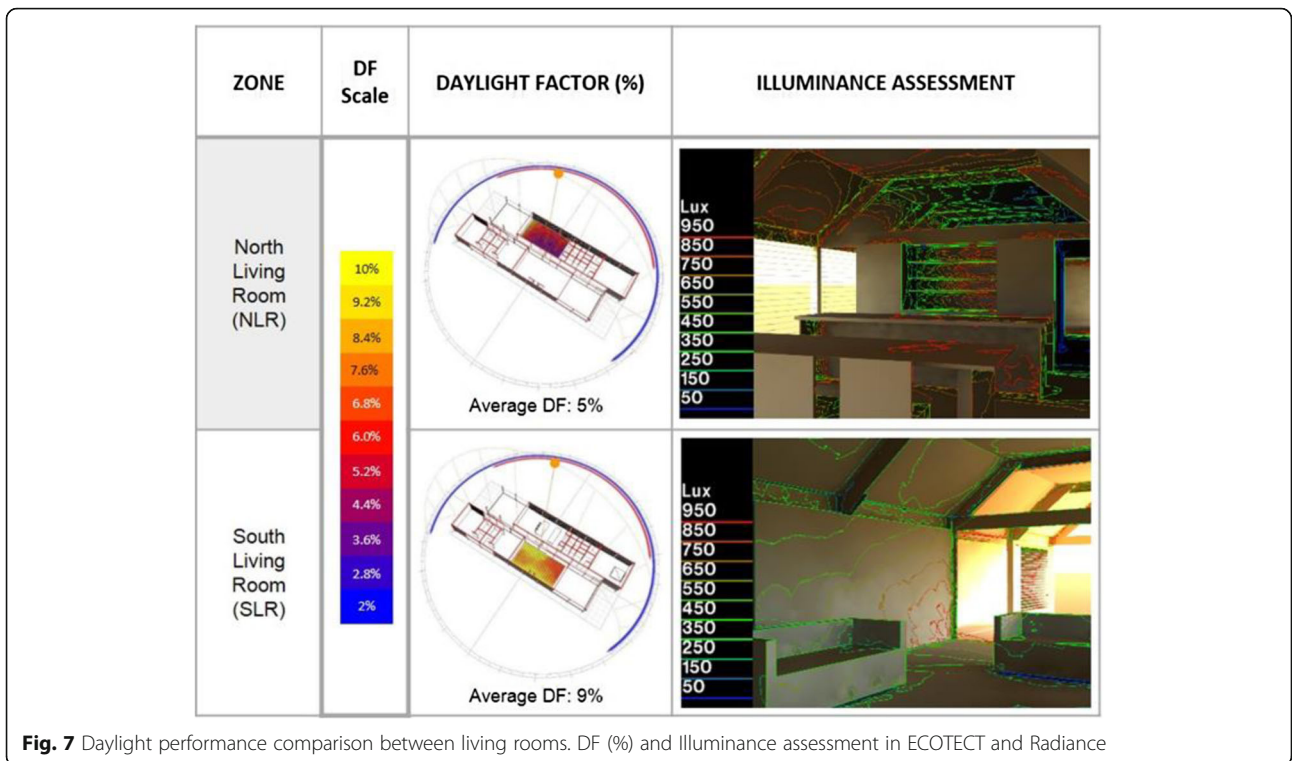 ZONE
DF
Scale
DAYLIGHT FACTOR (%)
ILLUMINANCE ASSESSMENT
North
Living
Room
(NLR)
South
Living
Room
(SLR)
10%
9.2%
8.4%
7.6%
6.8%
6.0%
5.2%
4.4%
3.6%
2.8%
2%
Average DF: 5%
Lux
950
850
750
650
550
450
350
250
150
50
Average DF: 9%
Lux
950
850
750
650
550
450
350
250
150
50
Fig. 7 Daylight performance comparison between living rooms. DF (%) and Illuminance assessment in ECOTECT and Radiance